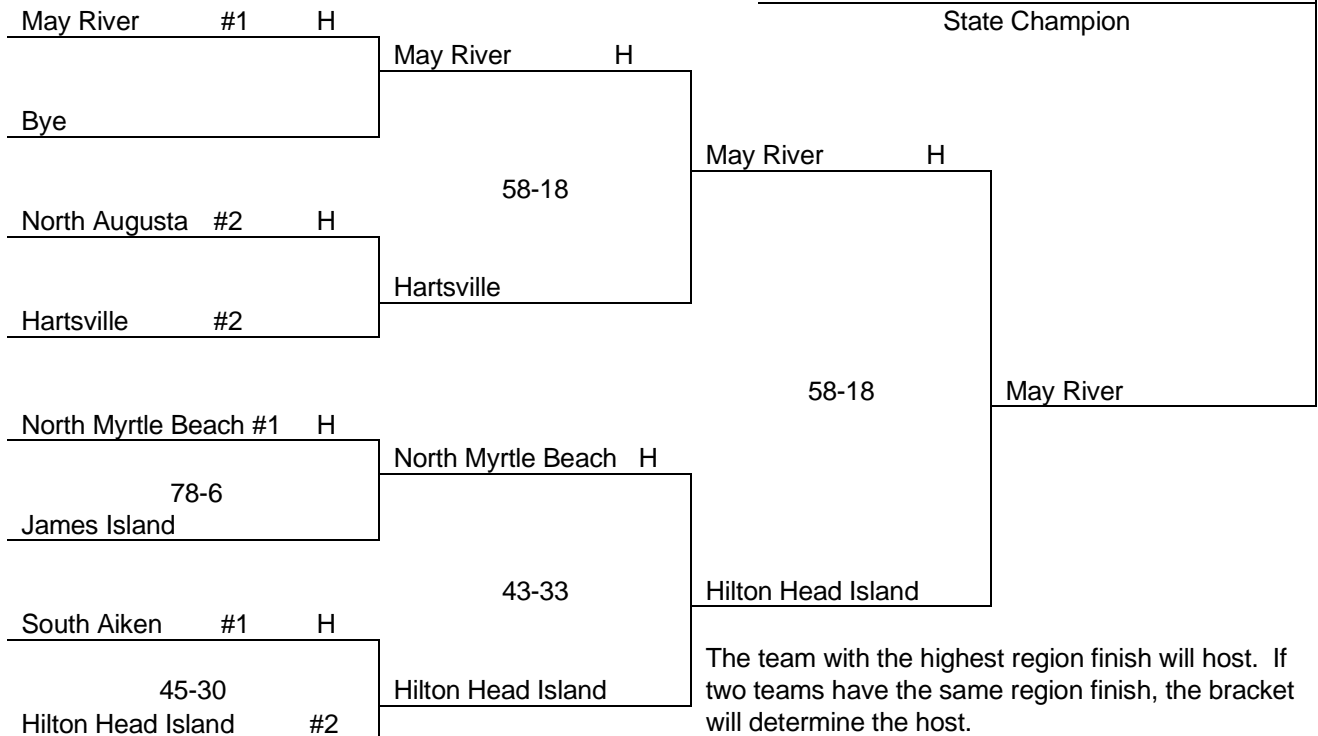 State Champion
May River #1 H
May River H
Bye
May River H
58-18
North Augusta #2 H
Hartsville
Hartsville #2
58-18
May River
North Myrtle Beach #1 H
North Myrtle Beach H
78-6
James Island
43-33
Hilton Head Island
South Aiken #1 H
45-30
Hilton Head Island
Hilton Head Island #2
The team with the highest region finish will host. If
two teams have the same region finish, the bracket
will determine the host.